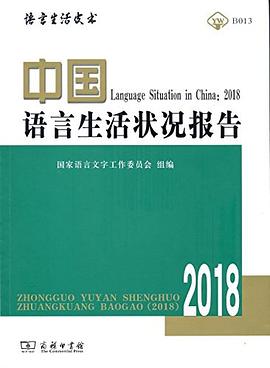 语言生活皮书
YW B013
中国
Language Situation in China: 2018
语言生活状况报告
国家语言文字工作委员会 组编
2018
ZHONGGUO YUYAN SHENGHUO
ZHUANGKUANG BAOGAO (2018)
商务印书馆
The Commercial Press